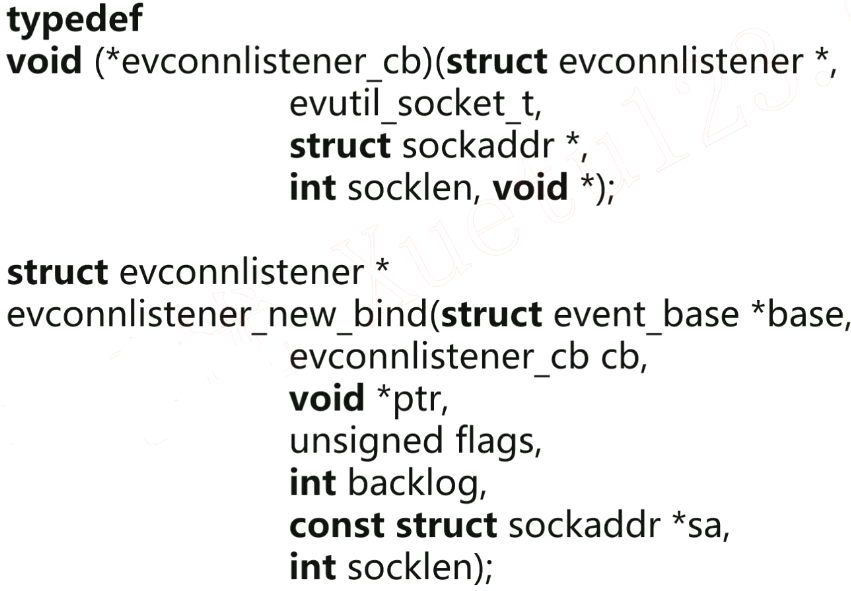 typedef
void (*evconnlistener_cb)(struct evconnlistener *,
evutil_socket_t,
struct sockaddr *,
int socklen, void *);
struct evconnlistener *
evconnlistener_new_bind(struct event_base *base,
evconnlistener_cb cb,
void *ptr,
unsigned flags,
int backlog,
const struct sockaddr *sa,
int socklen);